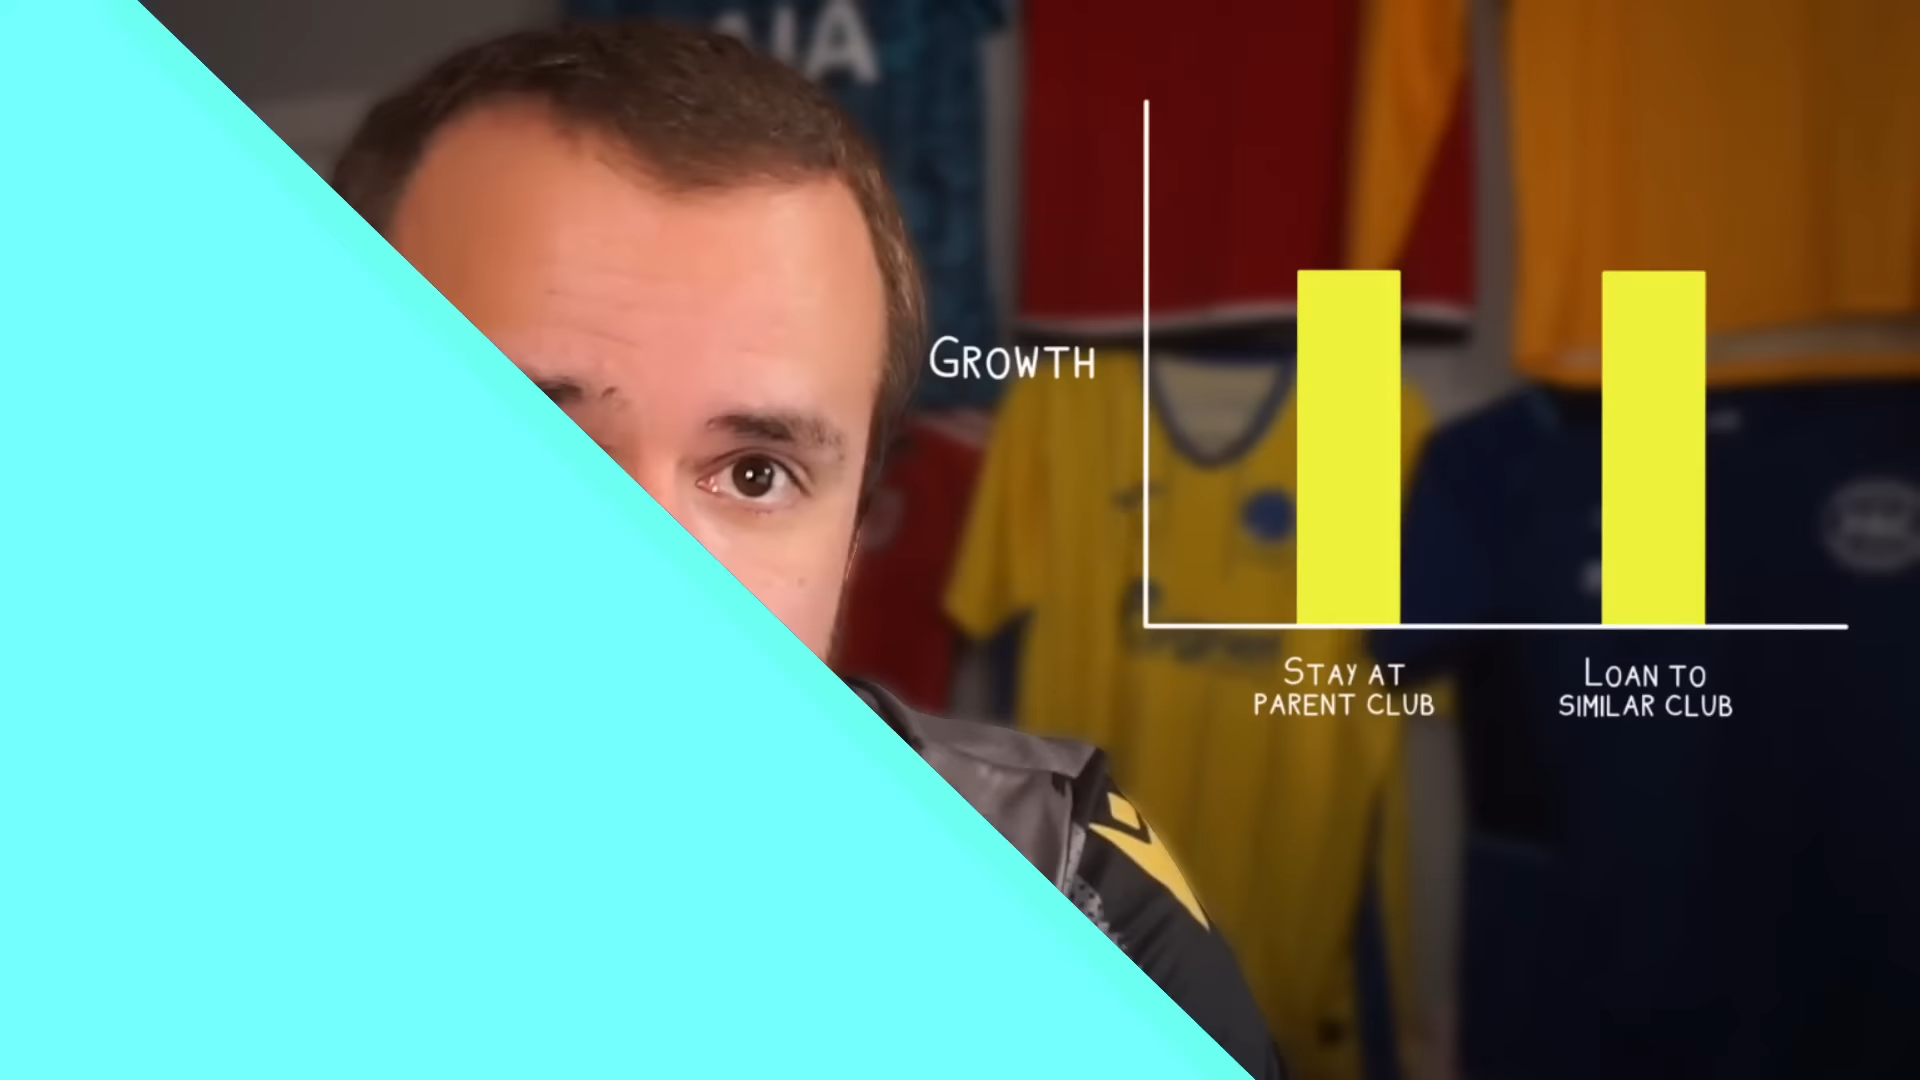 GROWTH
STAY AT
PARENT CLUB
LOAN TO
SIMILAR CLUB